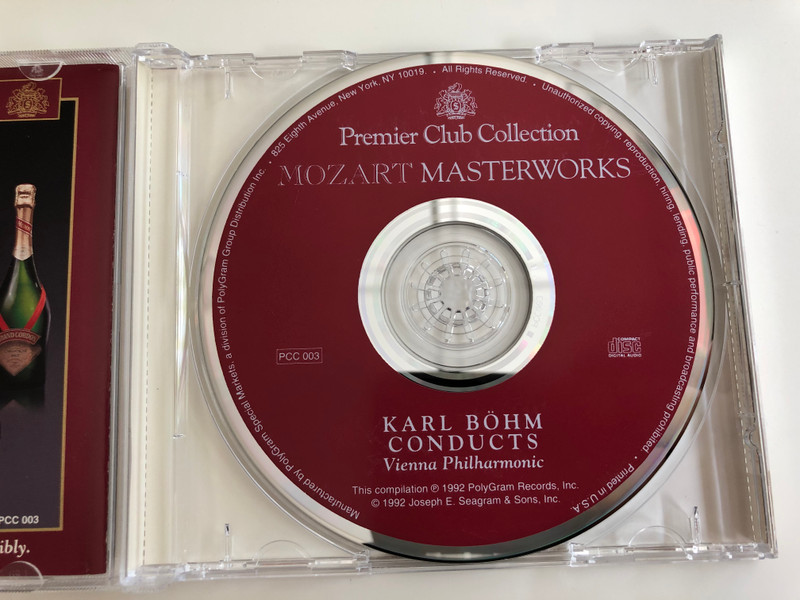 PCC 003
ibly.
825 Eighth Avenue, New York, NY 10019. • All Rights Reserved. • Unauthorized copying, reproduction, hiring, lending, public performance and broadcasting prohibited. • Printed in U.S.A.
S
Premier Club Collection
MOZART MASTERWORKS
PCC 003
COMPACT
disc
DIGITAL AUDIO
KARL BÖHM
CONDUCTS
Vienna Philharmonic
This compilation ℗ 1992 PolyGram Records, Inc.
© 1992 Joseph E. Seagram & Sons, Inc.
Manufactured by PolyGram Special Markets, a division of PolyGram Group Distribution Inc.